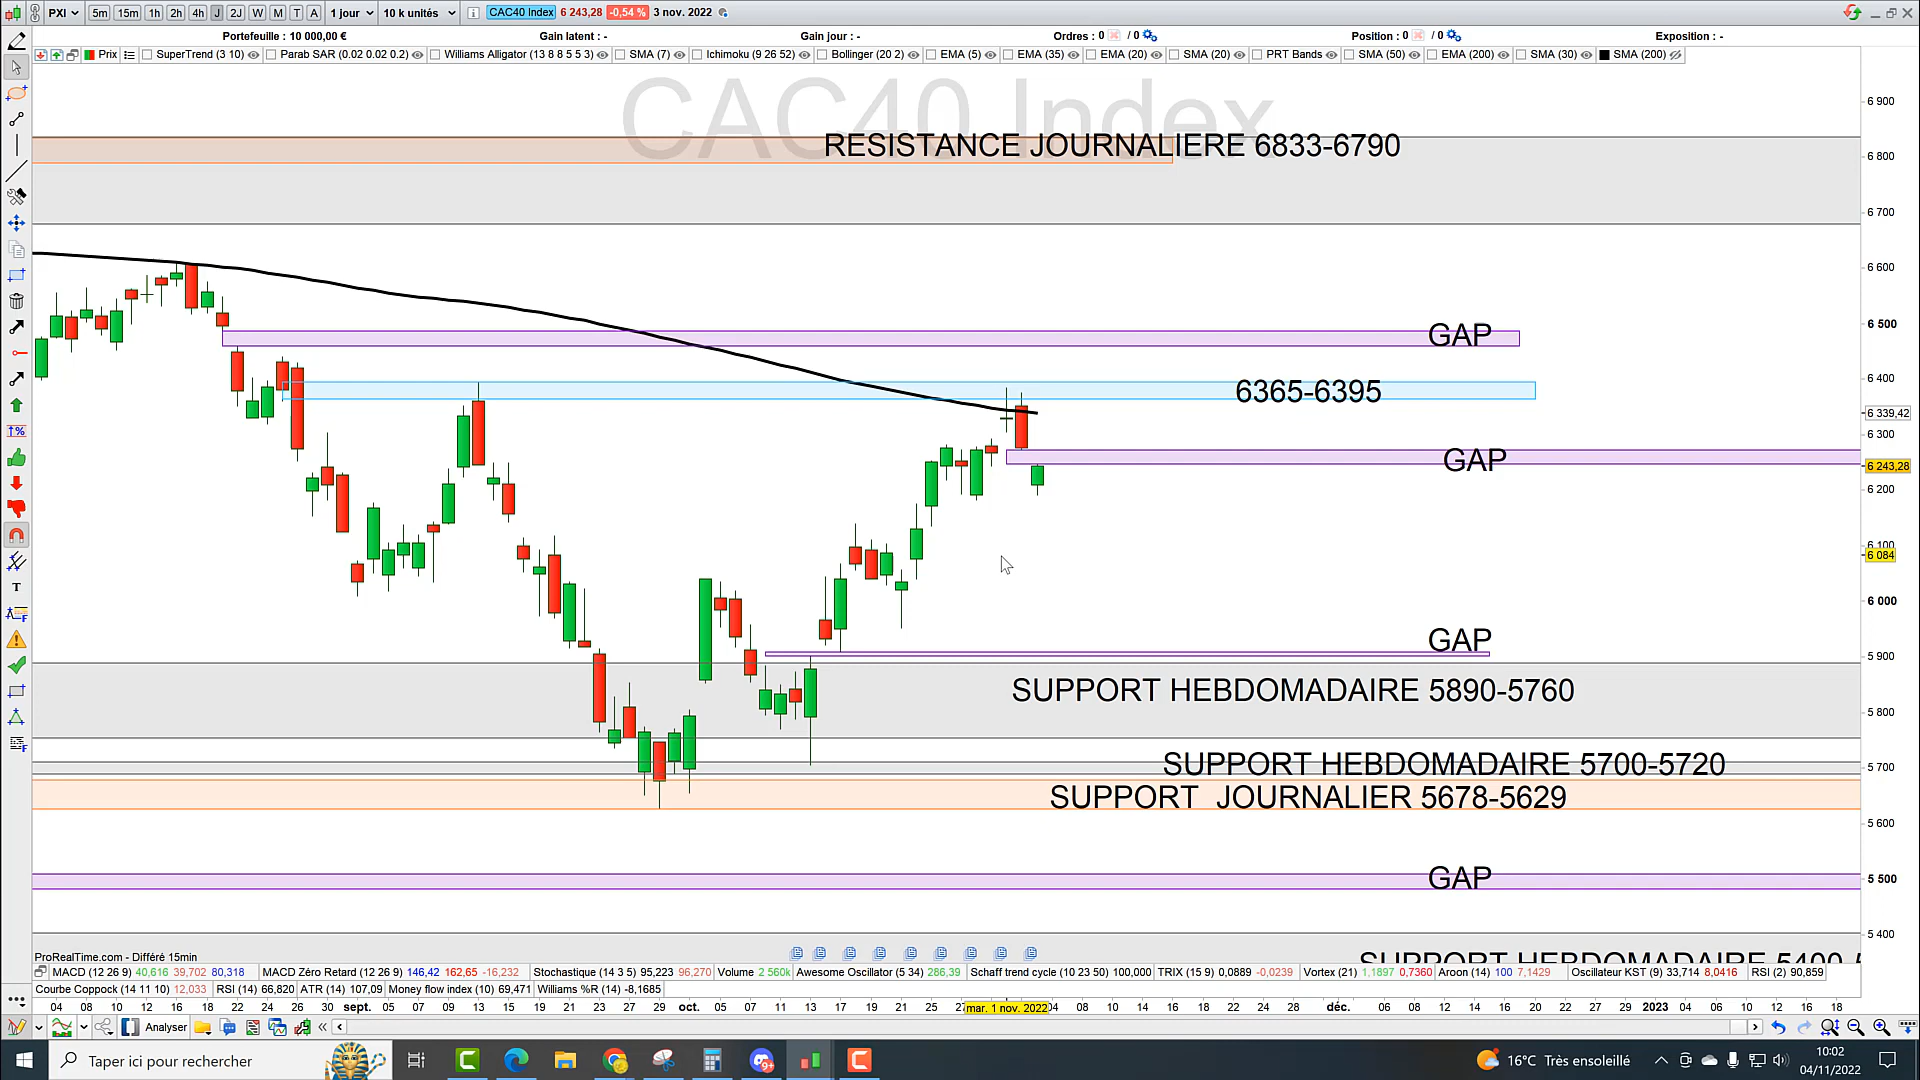 PXI 5m 15m 1h 2h 4h J 2J W M T A 1 jour 10 k unités i CAC40 Index 6 243,28 -0,54 % 3 nov. 2022
Portefeuille : 10 000,00 € Gain latent : - Gain jour : - Ordres : 0 / 0 Position : 0 / 0 Exposition : -
Prix SuperTrend (3 10) Parab SAR (0.02 0.02 0.2) Williams Alligator (13 8 8 5 5 3) SMA (7) Ichimoku (9 26 52) Bollinger (20 2) EMA (5) EMA (35) EMA (20) SMA (20) PRT Bands SMA (50) EMA (200) SMA (30) SMA (200)
CAC40 Index
6 900
RESISTANCE JOURNALIERE 6833-6790
6 800
6 700
6 600
GAP
6 500
6 400
6365-6395
6 339,42
6 300
GAP
6 243,28
6 200
6 100
6 084
6 000
GAP
5 900
SUPPORT HEBDOMADAIRE 5890-5760
5 800
SUPPORT HEBDOMADAIRE 5700-5720
5 700
SUPPORT JOURNALIER 5678-5629
5 600
GAP
5 500
5 400
ProRealTime.com - Différé 15min
MACD (12 26 9) 40,616 39,702 80,318 MACD Zéro Retard (12 26 9) 146,42 162,65 -16,232 Stochastique (14 3 5) 95,223 96,270 Volume 2 560k Awesome Oscillator (5 34) 286,39 Schaff trend cycle (10 23 50) 100,000 TRIX (15 9) 0,0889 -0,0239 Vortex (21) 1,1897 0,7360 Aroon (14) 100 7,1429 Oscillateur KST (9) 33,714 8,0416 RSI (2) 90,859
Courbe Coppock (14 11 10) 12,033 RSI (14) 66,820 ATR (14) 107,09 Money flow index (10) 69,471 Williams %R (14) -8,1685
04 08 10 12 16 18 22 24 26 30 sept. 05 07 09 13 15 19 21 23 27 29 oct. 05 07 11 13 17 19 21 25 mar. 1 nov. 2022 04 08 10 14 16 18 22 24 28 30 déc. 06 08 12 14 16 20 22 27 29 2023 04 06 10 12 16 18
Analyser
Taper ici pour rechercher
16°C Très ensoleillé
10:02
04/11/2022